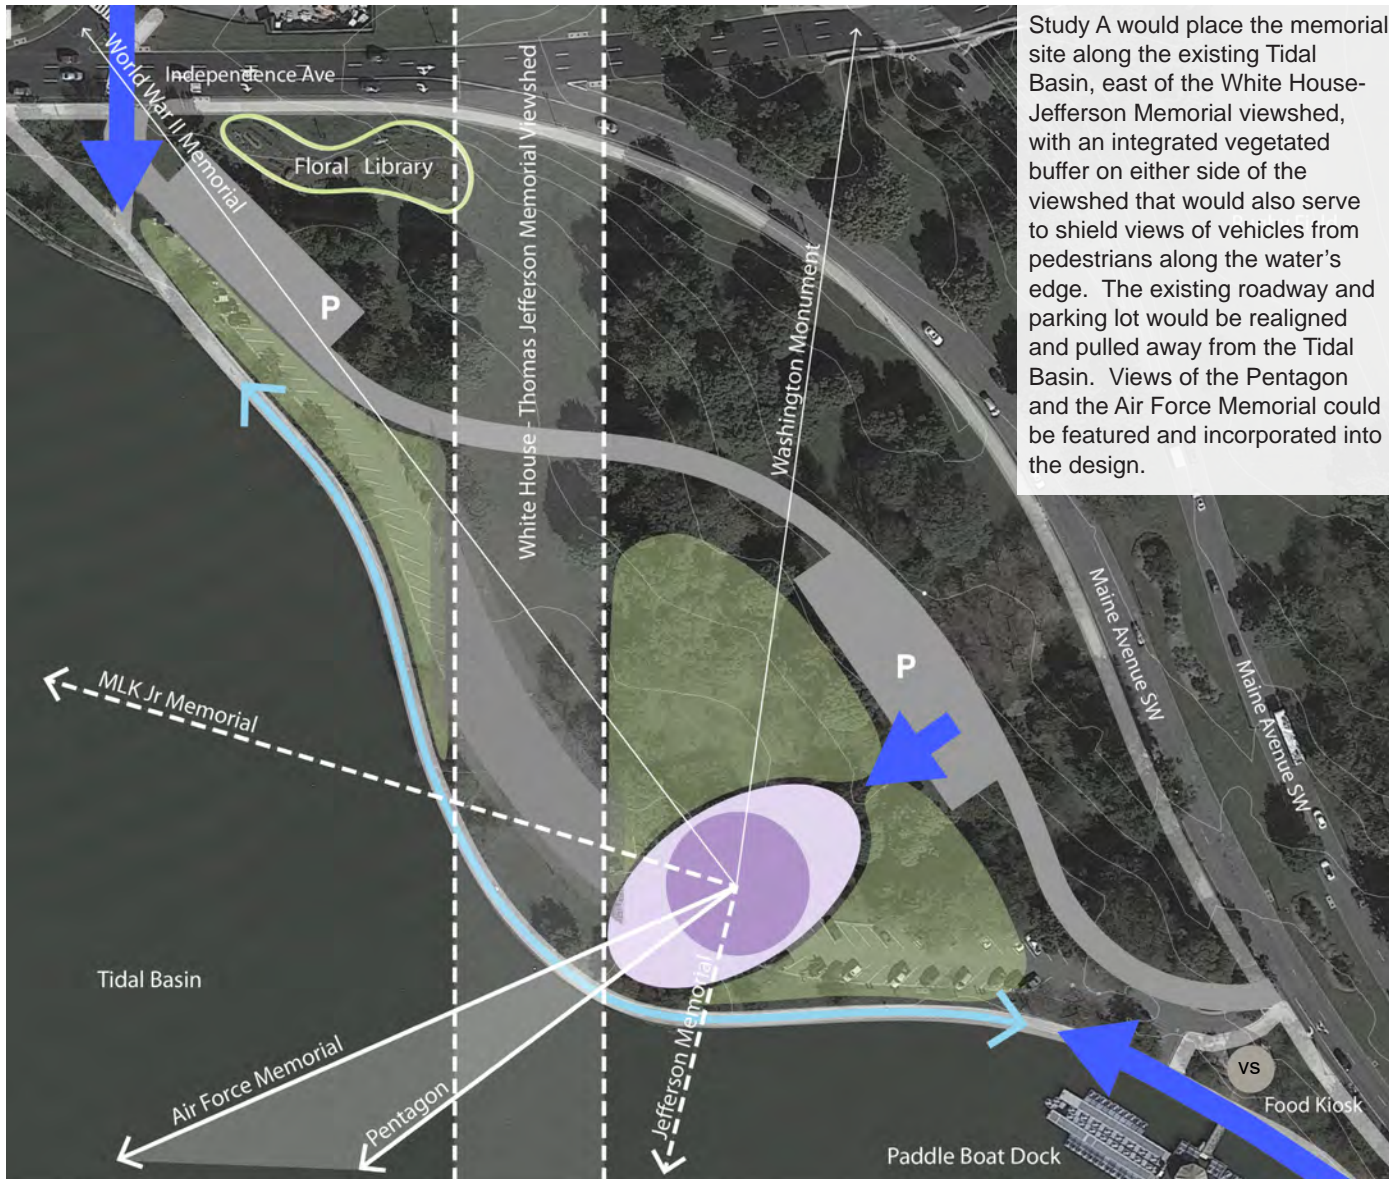 Study A would place the memorial
site along the existing Tidal
Basin, east of the White House-
Jefferson Memorial viewshed,
with an integrated vegetated
buffer on either side of the
viewshed that would also serve
to shield views of vehicles from
pedestrians along the water's
edge. The existing roadway and
parking lot would be realigned
and pulled away from the Tidal
Basin. Views of the Pentagon
and the Air Force Memorial could
be featured and incorporated into
the design.
World War II Memorial
Independence Ave
Floral Library
White House - Thomas Jefferson Memorial Viewshed
Washington Monument
P
P
Maine Avenue SW
Maine Avenue SW
MLK Jr Memorial
Tidal Basin
Air Force Memorial
Pentagon
Jefferson Memorial
vs
Food Kiosk
Paddle Boat Dock